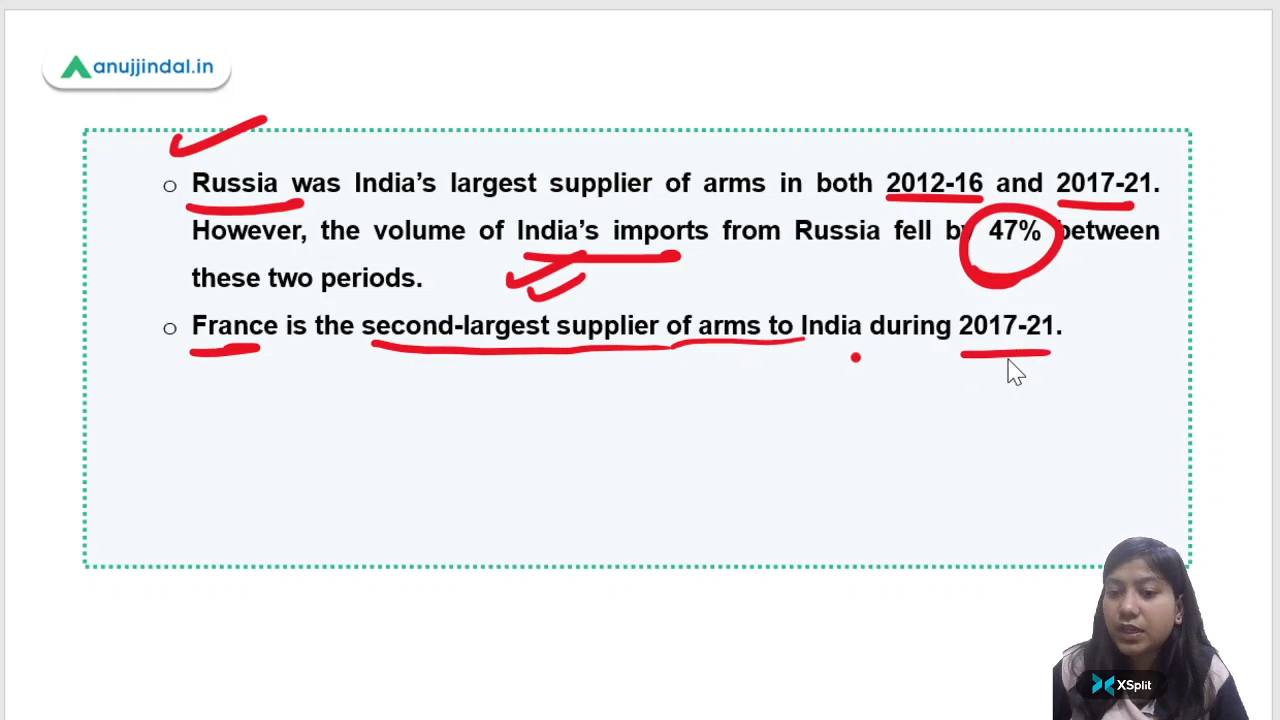 anujjindal.in
○ Russia was India's largest supplier of arms in both 2012-16 and 2017-21.
However, the volume of India's imports from Russia fell by 47% between
these two periods.
○ France is the second-largest supplier of arms to India during 2017-21.
XSplit